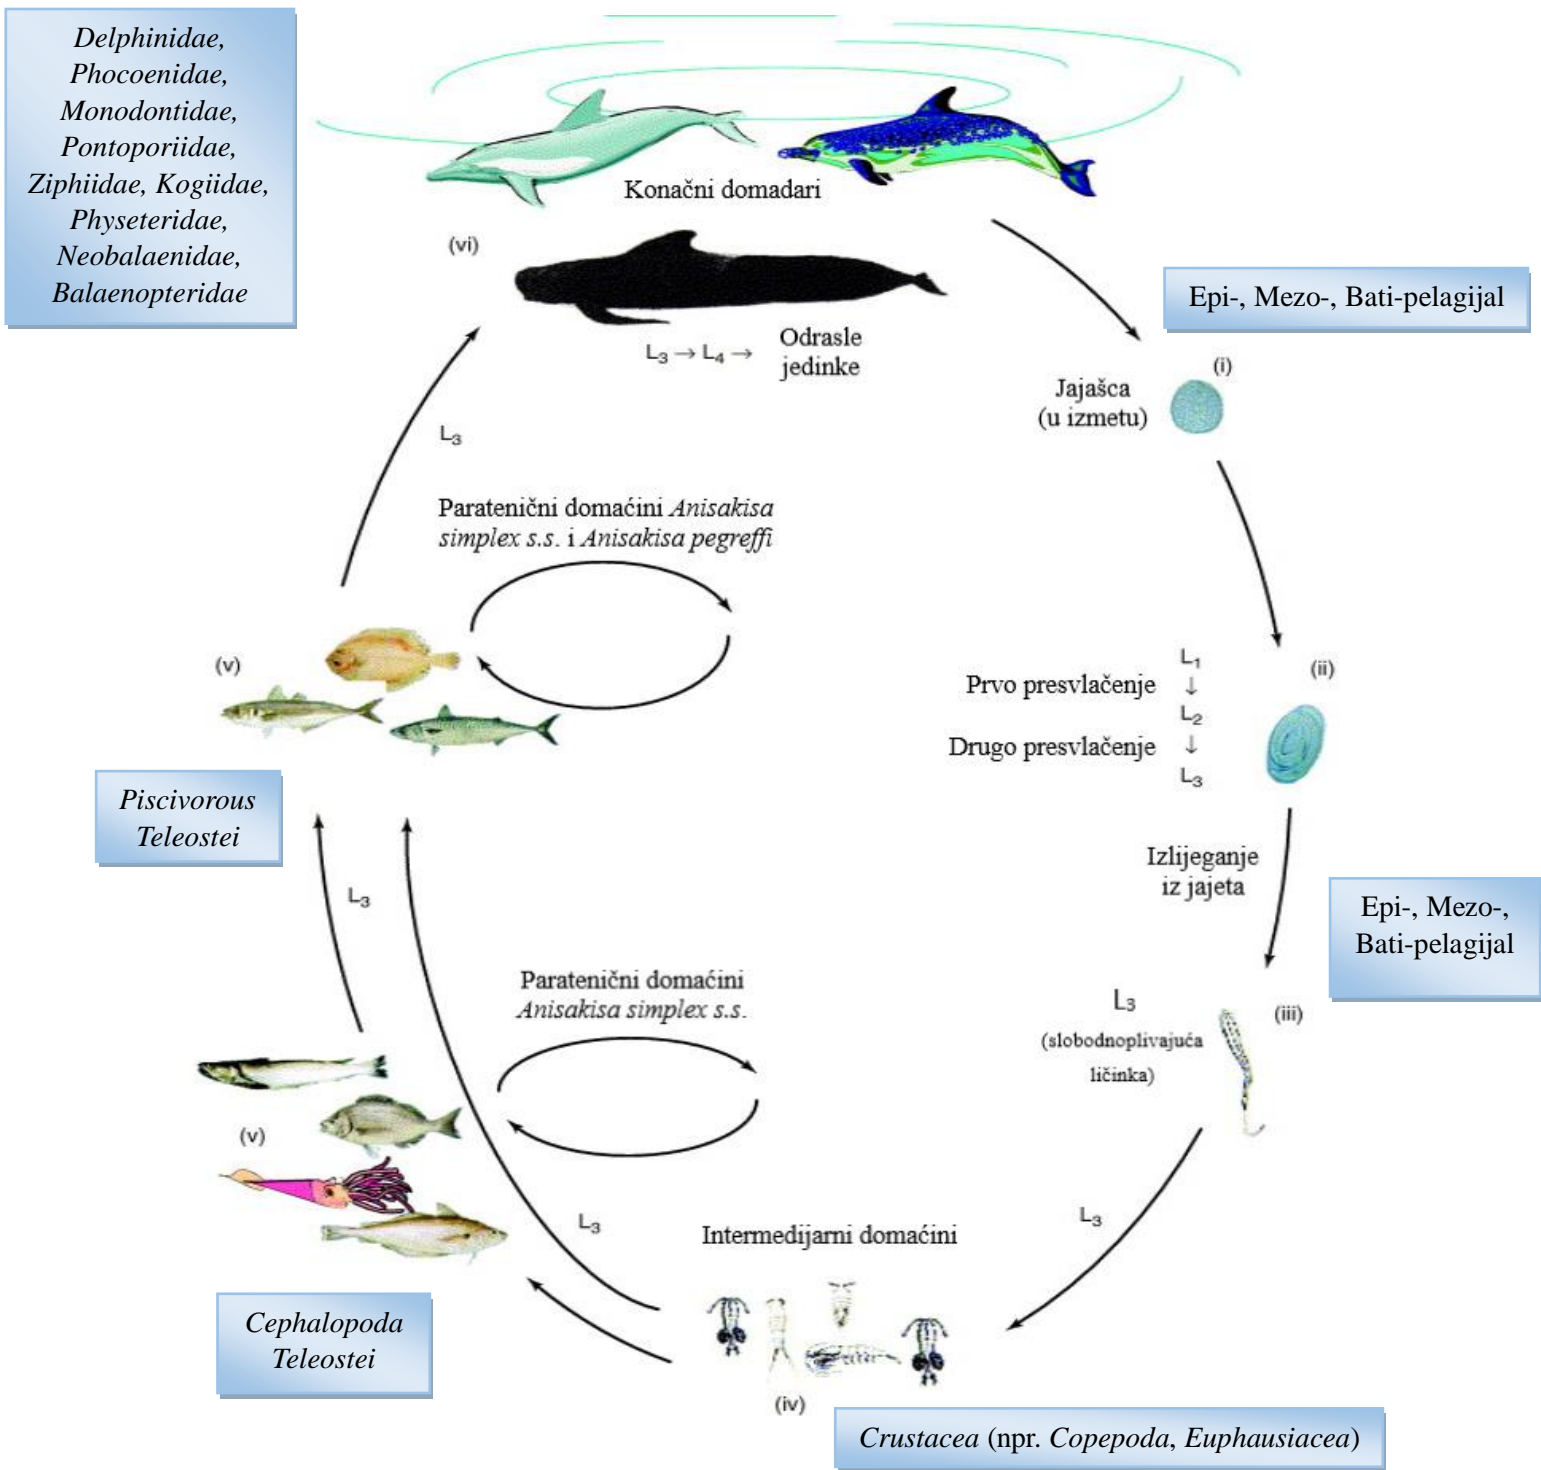 Delphinidae,
Phocoenidae,
Monodontidae,
Pontoporiidae,
Ziphiidae, Kogiidae,
Physeteridae,
Neobalaenidae,
Balaenopteridae
Konačni domadari
(vi)
L₃ → L₄ →
Odrasle
jedinke
Epi-, Mezo-, Bati-pelagijal
(i)
Jajašca
(u izmetu)
L₃
Paratenični domaćini Anisakisa
simplex s.s. i Anisakisa pegreffi
(v)
Piscivorous
Teleostei
(ii)
L₁
Prvo presvlačenje ↓
L₂
Drugo presvlačenje ↓
L₃
Izlijeganje
iz jajeta
Epi-, Mezo-,
Bati-pelagijal
L₃
(iii)
(slobodnoplivajuća
ličinka)
L₃
Paratenični domaćini
Anisakisa simplex s.s.
(v)
L₃
L₃
Intermedijarni domaćini
(iv)
Cephalopoda
Teleostei
Crustacea (npr. Copepoda, Euphausiacea)